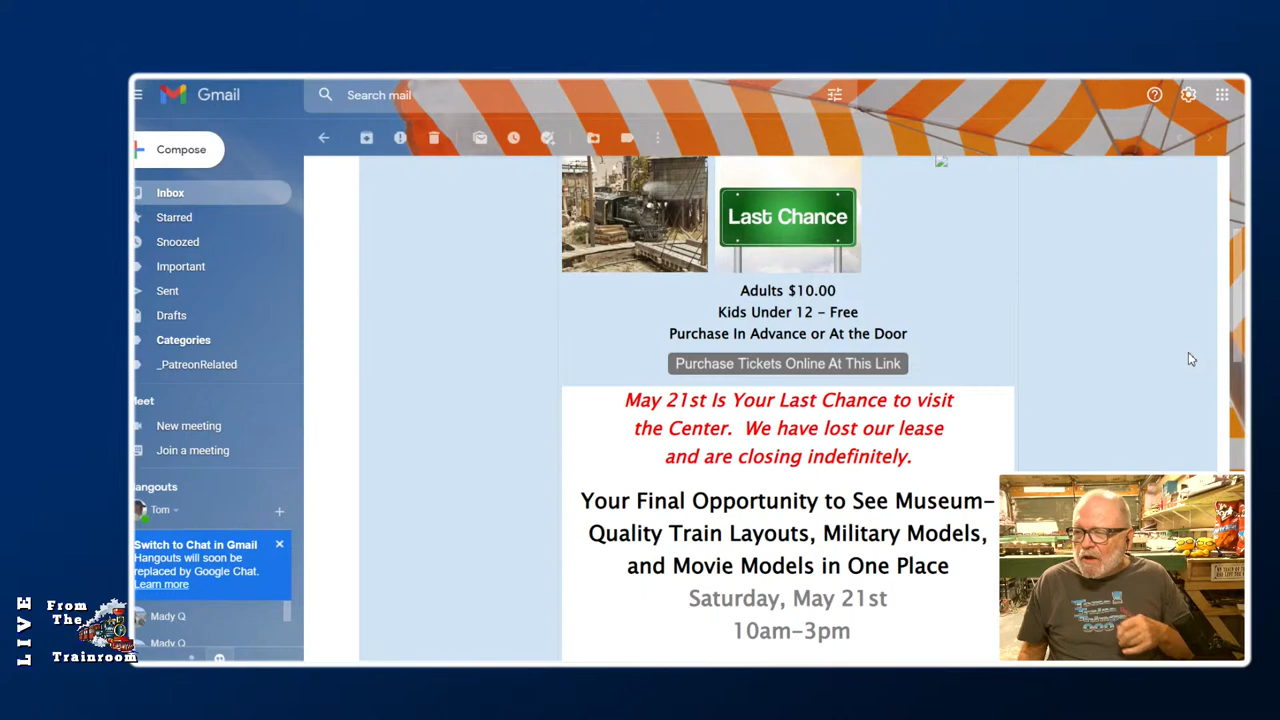 Gmail
Search mail
Compose
Inbox
Starred
Snoozed
Important
Sent
Drafts
Categories
_PatreonRelated
Meet
New meeting
Join a meeting
Hangouts
Tom
Switch to Chat in Gmail
Hangouts will soon be
replaced by Google Chat.
Learn more
Mady Q
Mady Q
Last Chance
Adults $10.00
Kids Under 12 – Free
Purchase In Advance or At the Door
Purchase Tickets Online At This Link
May 21st Is Your Last Chance to visit
the Center. We have lost our lease
and are closing indefinitely.
Your Final Opportunity to See Museum-
Quality Train Layouts, Military Models,
and Movie Models in One Place
Saturday, May 21st
10am–3pm
LIVE
From
The
Trainroom